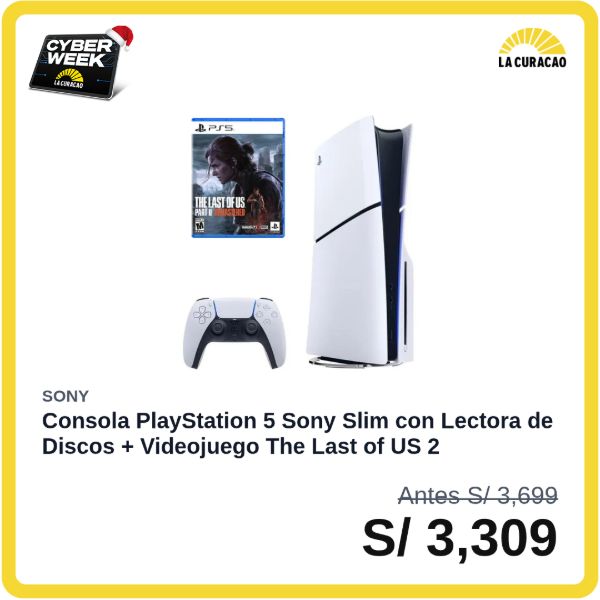 CYBER
WEEK
LA CURACAO
LA CURACAO
PS5
THE LAST OF US
PART II REMASTERED
SONY
Consola PlayStation 5 Sony Slim con Lectora de
Discos + Videojuego The Last of US 2
Antes S/ 3,699
S/ 3,309